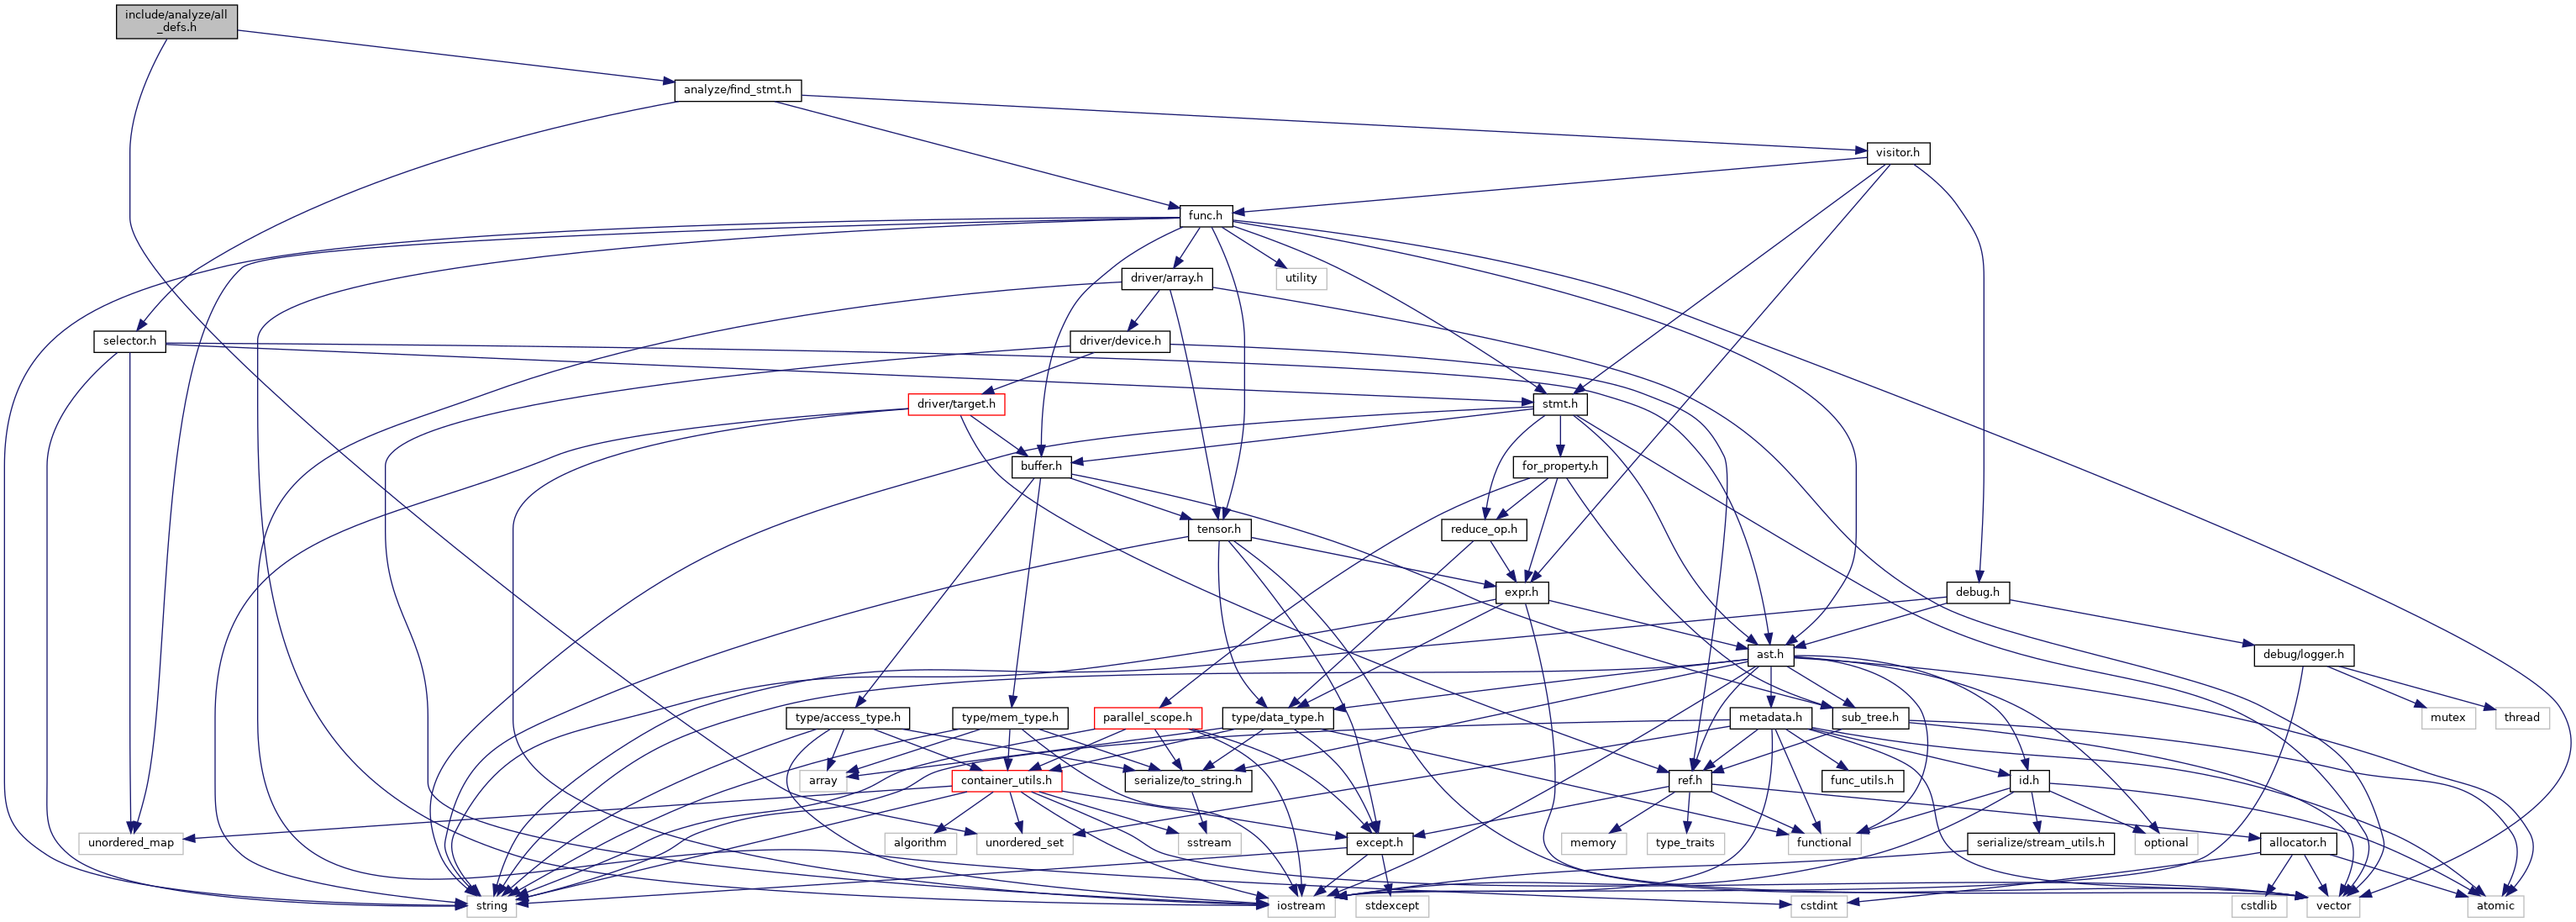 include/analyze/all
_defs.h
analyze/find_stmt.h
visitor.h
func.h
driver/array.h
utility
selector.h
driver/device.h
driver/target.h
stmt.h
buffer.h
for_property.h
tensor.h
reduce_op.h
expr.h
debug.h
ast.h
debug/logger.h
type/access_type.h
type/mem_type.h
parallel_scope.h
type/data_type.h
metadata.h
sub_tree.h
mutex
thread
array
container_utils.h
serialize/to_string.h
ref.h
func_utils.h
id.h
unordered_map
algorithm
unordered_set
sstream
except.h
memory
type_traits
functional
serialize/stream_utils.h
optional
allocator.h
string
iostream
stdexcept
cstdint
cstdlib
vector
atomic